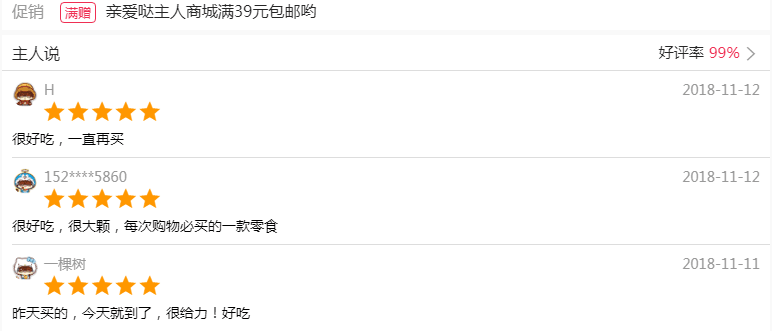 促销 满赠 亲爱哒主人商城满39元包邮哟
主人说 好评率 99%
H 2018-11-12
很好吃，一直再买
152****5860 2018-11-12
很好吃，很大颗，每次购物必买的一款零食
一棵树 2018-11-11
昨天买的，今天就到了，很给力！好吃